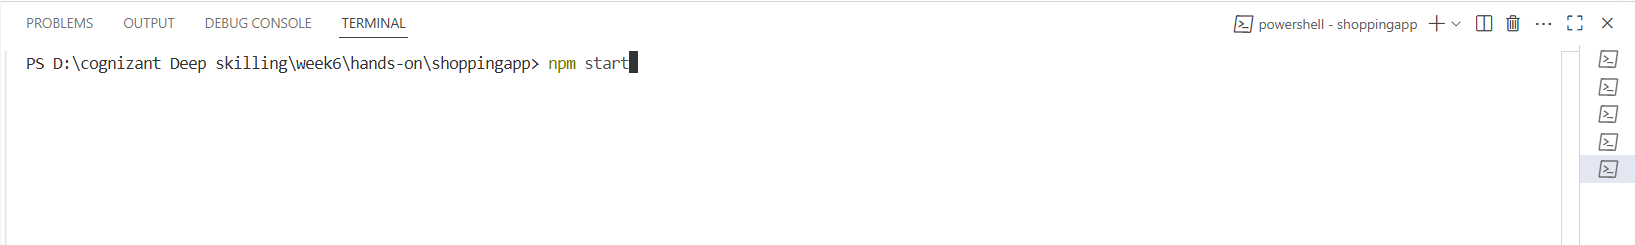 PROBLEMS OUTPUT DEBUG CONSOLE TERMINAL powershell - shoppingapp
PS D:\cognizant Deep skilling\week6\hands-on\shoppingapp> npm start